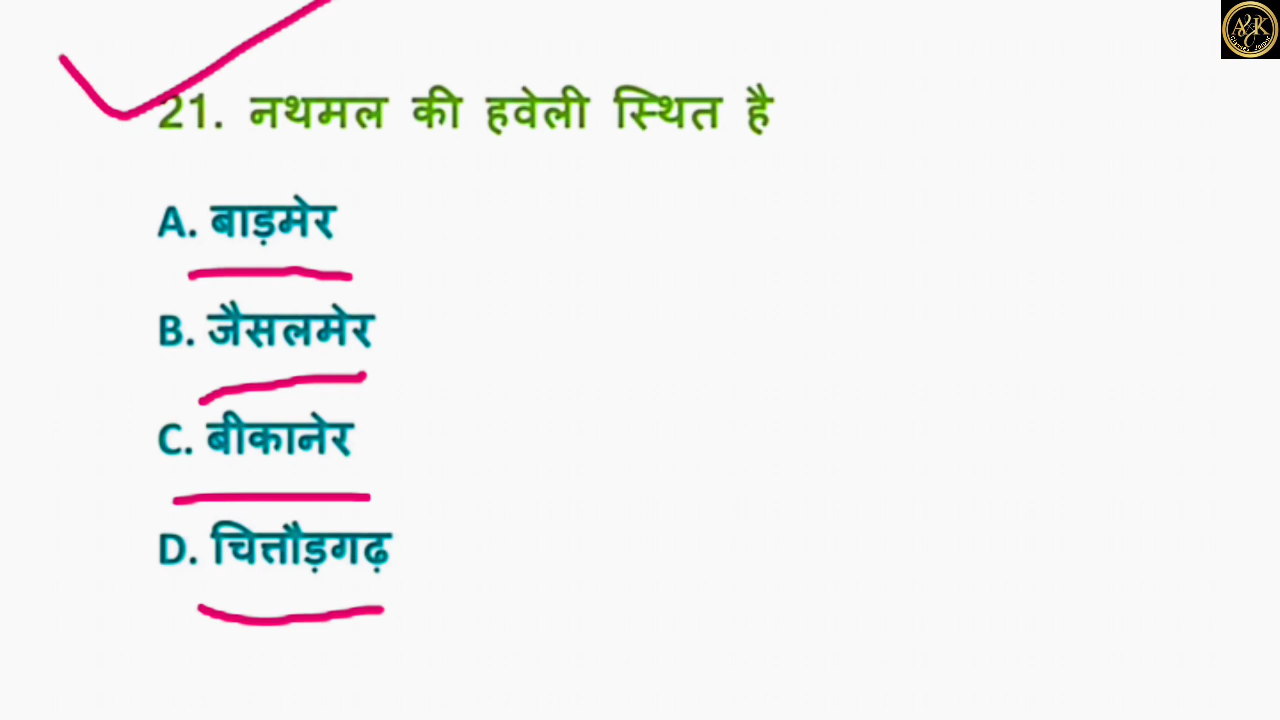 21. नथमल की हवेली स्थित है
A. बाड़मेर
B. जैसलमेर
C. बीकानेर
D. चित्तौड़गढ़